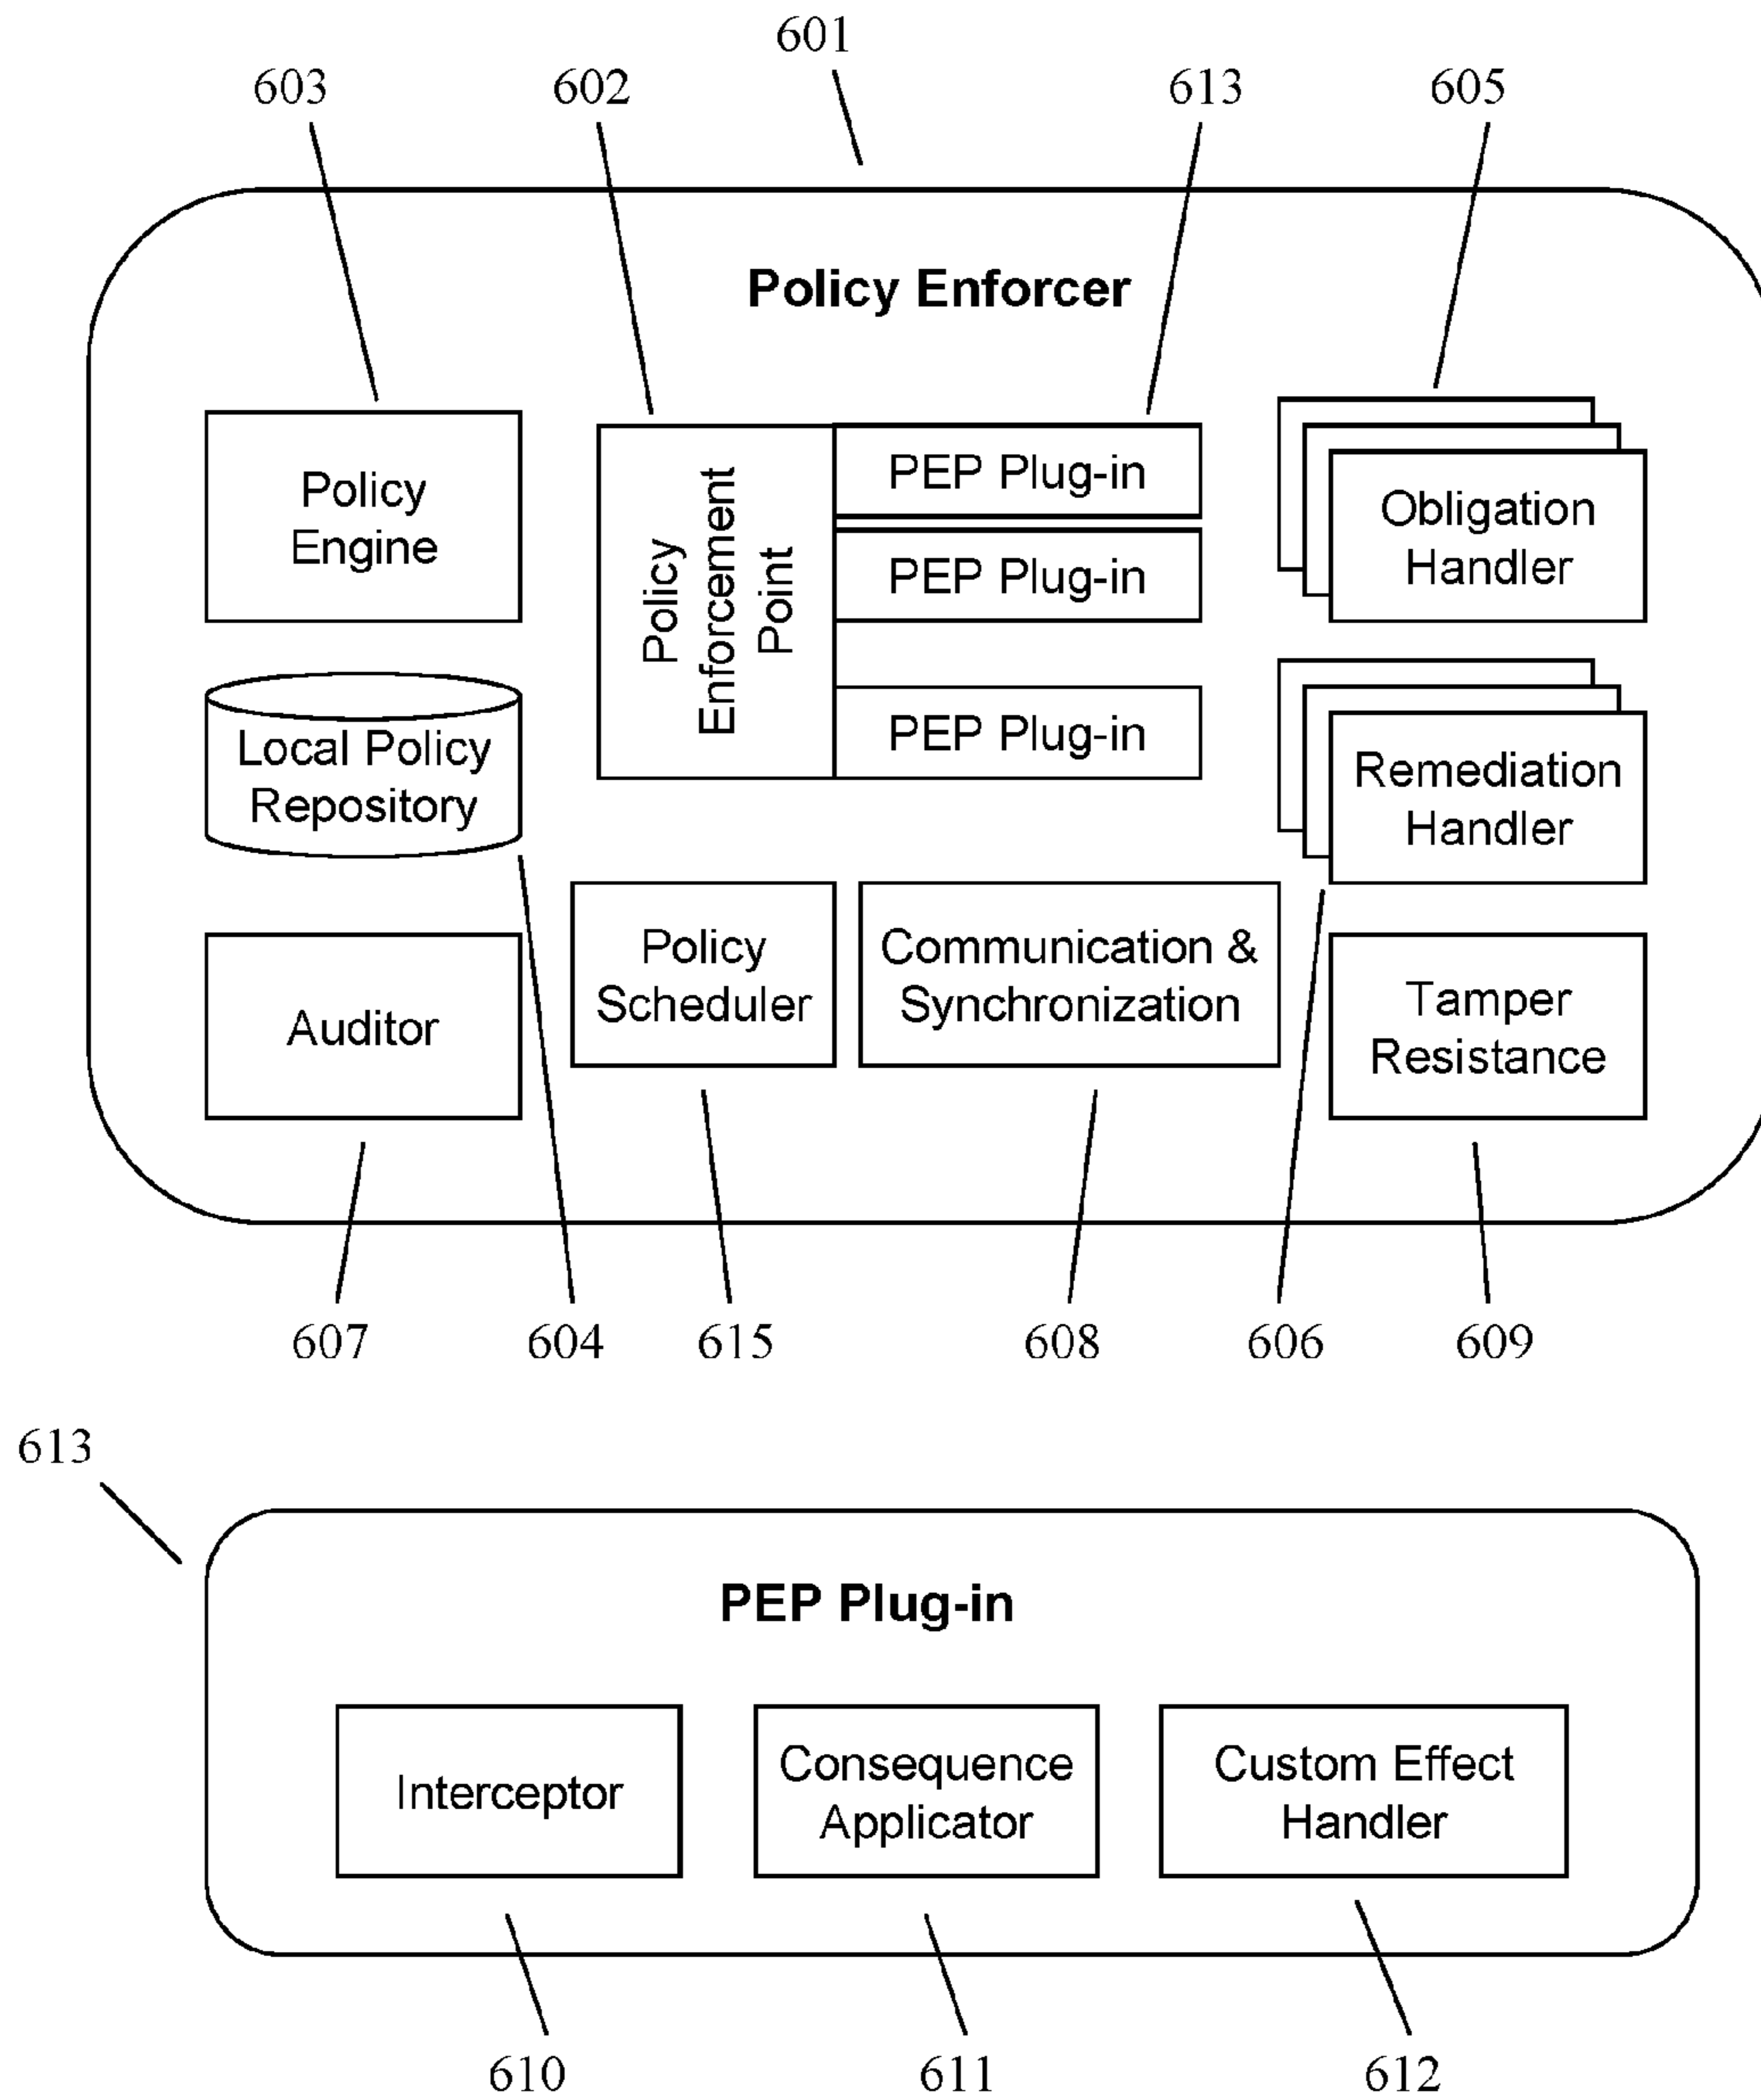 601
603
602
613
605
Policy Enforcer
Policy
Engine
Policy
Enforcement
Point
PEP Plug-in
PEP Plug-in
PEP Plug-in
Obligation
Handler
Local Policy
Repository
Remediation
Handler
Auditor
Policy
Scheduler
Communication &
Synchronization
Tamper
Resistance
607
604
615
608
606
609
613
PEP Plug-in
Interceptor
Consequence
Applicator
Custom Effect
Handler
610
611
612